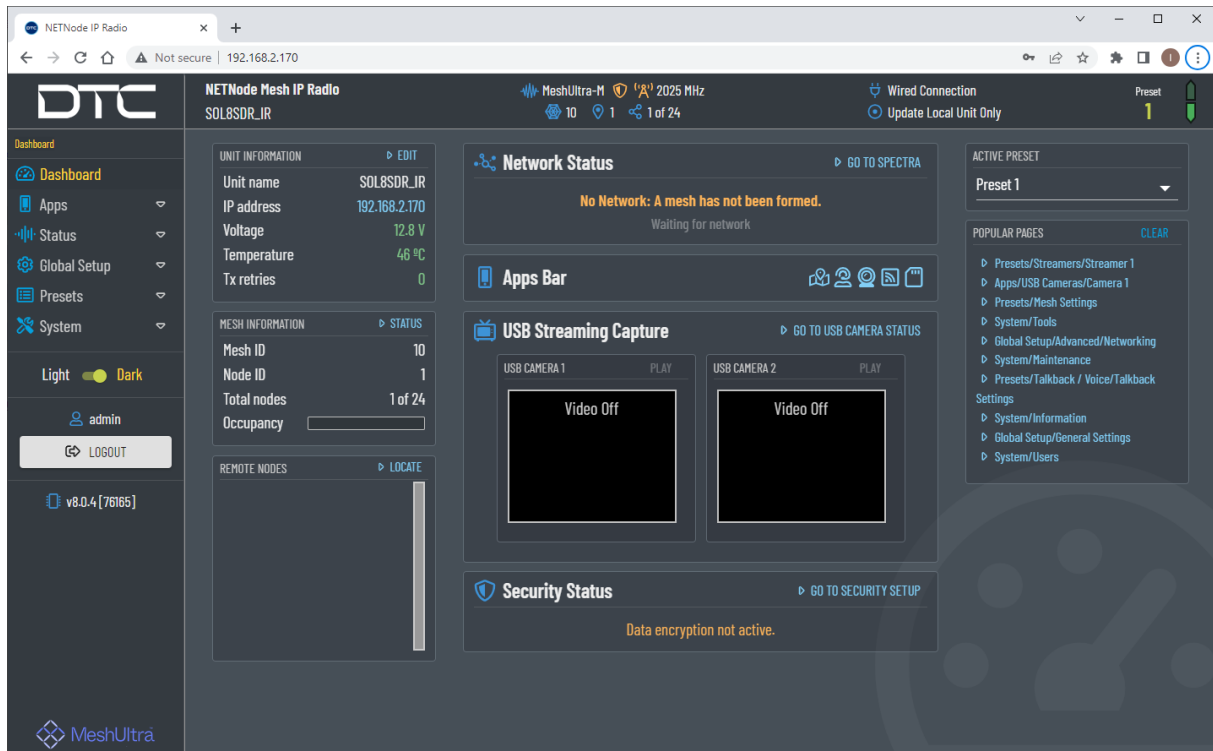 NETNode IP Radio
Not secure 192.168.2.170
DTC
NETNode Mesh IP Radio
SOL8SDR_IR
MeshUltra-M 2025 MHz
10 1 1 of 24
Wired Connection
Update Local Unit Only
Preset
1
Dashboard
Dashboard
Apps
Status
Global Setup
Presets
System
Light Dark
admin
LOGOUT
v8.0.4 [76165]
MeshUltra
UNIT INFORMATION EDIT
Unit name SOL8SDR_IR
IP address 192.168.2.170
Voltage 12.8 V
Temperature 46 ºC
Tx retries 0
MESH INFORMATION STATUS
Mesh ID 10
Node ID 1
Total nodes 1 of 24
Occupancy
REMOTE NODES LOCATE
Network Status GO TO SPECTRA
No Network: A mesh has not been formed.
Waiting for network
Apps Bar
USB Streaming Capture GO TO USB CAMERA STATUS
USB CAMERA 1 PLAY
Video Off
USB CAMERA 2 PLAY
Video Off
Security Status GO TO SECURITY SETUP
Data encryption not active.
ACTIVE PRESET
Preset 1
POPULAR PAGES CLEAR
Presets/Streamers/Streamer 1
Apps/USB Cameras/Camera 1
Presets/Mesh Settings
System/Tools
Global Setup/Advanced/Networking
System/Maintenance
Presets/Talkback / Voice/Talkback
Settings
System/Information
Global Setup/General Settings
System/Users